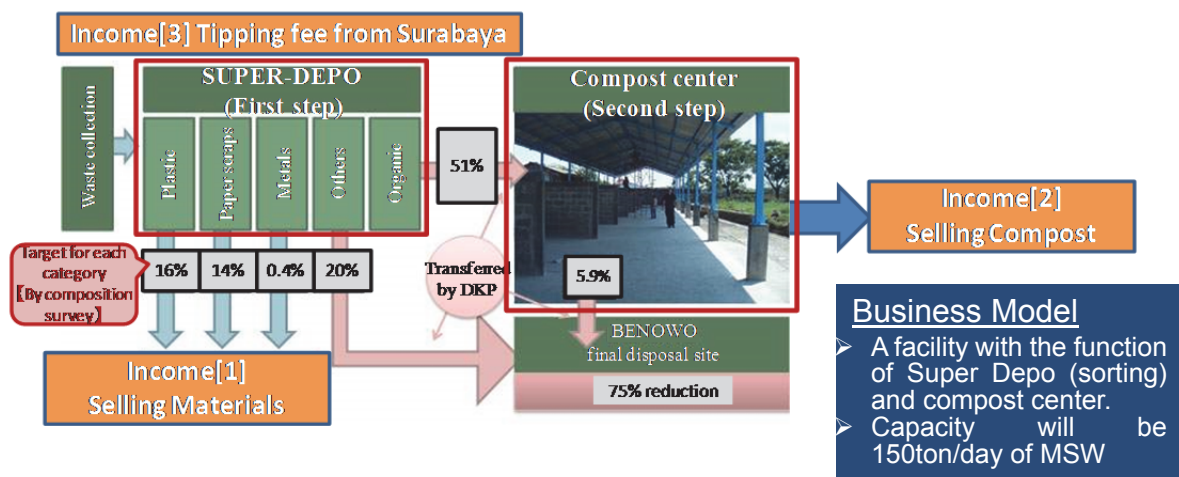 Income[3] Tipping fee from Surabaya
Waste collection
SUPER-DEPO
(First step)
Plastic
Paper scraps
Metals
Others
Organic
51%
Compost center
(Second step)
Income[2]
Selling Compost
Target for each
category
【By composition
survey】
16%
14%
0.4%
20%
Transferred
by DKP
5.9%
BENOWO
final disposal site
75% reduction
Income[1]
Selling Materials
Business Model
➢ A facility with the function
of Super Depo (sorting)
and compost center.
➢ Capacity will be
150ton/day of MSW